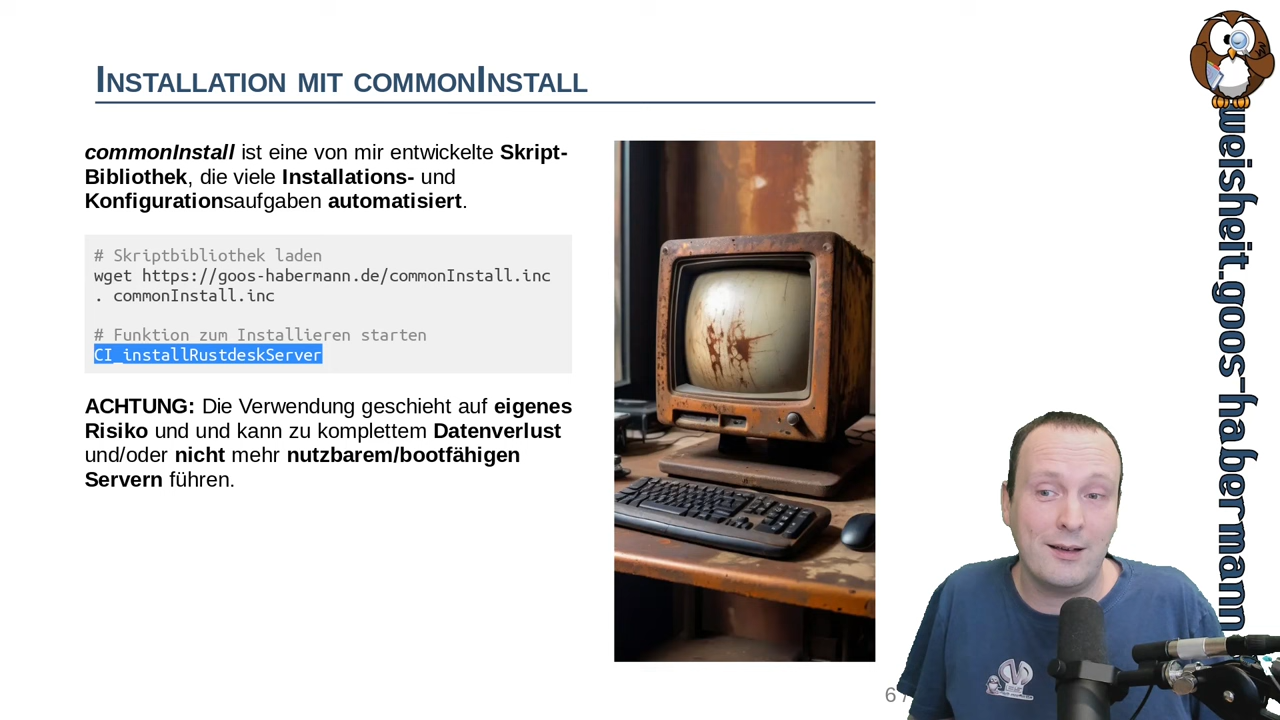 Installation mit commonInstall
commonInstall ist eine von mir entwickelte Skript-
Bibliothek, die viele Installations- und
Konfigurationsaufgaben automatisiert.
# Skriptbibliothek laden
wget https://goos-habermann.de/commonInstall.inc
. commonInstall.inc
# Funktion zum Installieren starten
CI_installRustdeskServer
ACHTUNG: Die Verwendung geschieht auf eigenes
Risiko und und kann zu komplettem Datenverlust
und/oder nicht mehr nutzbarem/bootfähigen
Servern führen.
6 /
weisheit.goos-habermann